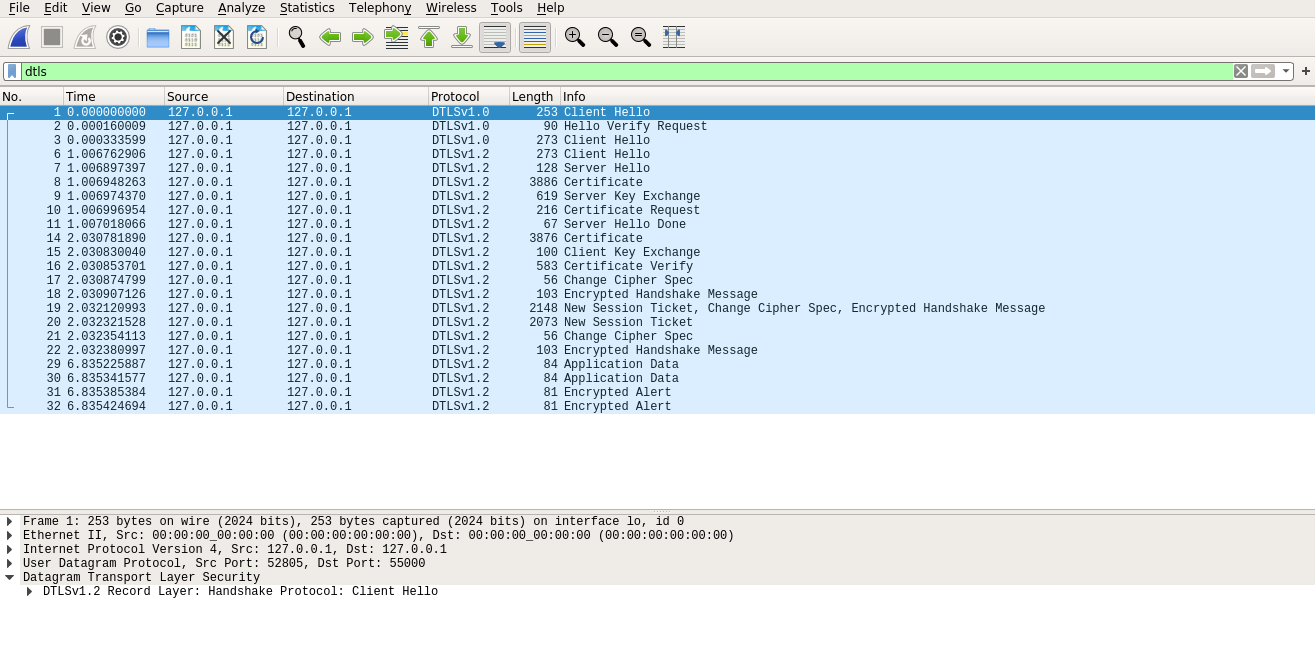 File Edit View Go Capture Analyze Statistics Telephony Wireless Tools Help
dtls
No. Time Source Destination Protocol Length Info
1 0.000000000 127.0.0.1 127.0.0.1 DTLSv1.0 253 Client Hello
2 0.000160009 127.0.0.1 127.0.0.1 DTLSv1.0 90 Hello Verify Request
3 0.000333599 127.0.0.1 127.0.0.1 DTLSv1.0 273 Client Hello
6 1.006762906 127.0.0.1 127.0.0.1 DTLSv1.2 273 Client Hello
7 1.006897397 127.0.0.1 127.0.0.1 DTLSv1.2 128 Server Hello
8 1.006948263 127.0.0.1 127.0.0.1 DTLSv1.2 3886 Certificate
9 1.006974370 127.0.0.1 127.0.0.1 DTLSv1.2 619 Server Key Exchange
10 1.006996954 127.0.0.1 127.0.0.1 DTLSv1.2 216 Certificate Request
11 1.007018066 127.0.0.1 127.0.0.1 DTLSv1.2 67 Server Hello Done
14 2.030781890 127.0.0.1 127.0.0.1 DTLSv1.2 3876 Certificate
15 2.030830040 127.0.0.1 127.0.0.1 DTLSv1.2 100 Client Key Exchange
16 2.030853701 127.0.0.1 127.0.0.1 DTLSv1.2 583 Certificate Verify
17 2.030874799 127.0.0.1 127.0.0.1 DTLSv1.2 56 Change Cipher Spec
18 2.030907126 127.0.0.1 127.0.0.1 DTLSv1.2 103 Encrypted Handshake Message
19 2.032120993 127.0.0.1 127.0.0.1 DTLSv1.2 2148 New Session Ticket, Change Cipher Spec, Encrypted Handshake Message
20 2.032321528 127.0.0.1 127.0.0.1 DTLSv1.2 2073 New Session Ticket
21 2.032354113 127.0.0.1 127.0.0.1 DTLSv1.2 56 Change Cipher Spec
22 2.032380997 127.0.0.1 127.0.0.1 DTLSv1.2 103 Encrypted Handshake Message
29 6.835225887 127.0.0.1 127.0.0.1 DTLSv1.2 84 Application Data
30 6.835341577 127.0.0.1 127.0.0.1 DTLSv1.2 84 Application Data
31 6.835385384 127.0.0.1 127.0.0.1 DTLSv1.2 81 Encrypted Alert
32 6.835424694 127.0.0.1 127.0.0.1 DTLSv1.2 81 Encrypted Alert
Frame 1: 253 bytes on wire (2024 bits), 253 bytes captured (2024 bits) on interface lo, id 0
Ethernet II, Src: 00:00:00_00:00:00 (00:00:00:00:00:00), Dst: 00:00:00_00:00:00 (00:00:00:00:00:00)
Internet Protocol Version 4, Src: 127.0.0.1, Dst: 127.0.0.1
User Datagram Protocol, Src Port: 52805, Dst Port: 55000
Datagram Transport Layer Security
DTLSv1.2 Record Layer: Handshake Protocol: Client Hello